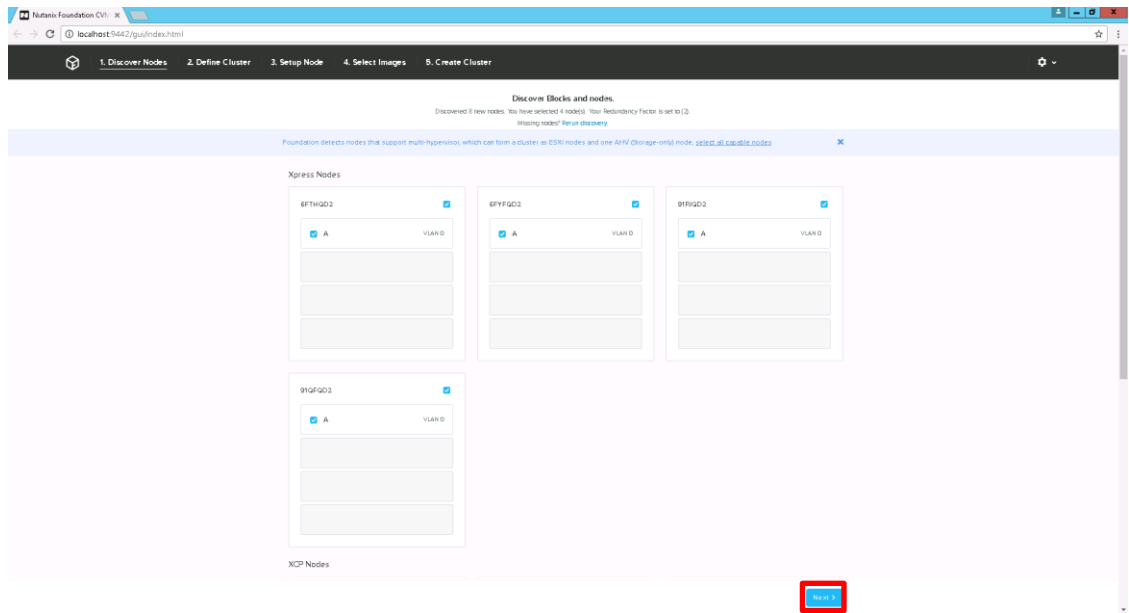 Nutanix Foundation CVM
localhost:9442/gui/index.html
1. Discover Nodes 2. Define Cluster 3. Setup Node 4. Select Images 5. Create Cluster
Discover Blocks and nodes.
Discovered 8 new nodes. You have selected 4 node(s). Your Redundancy Factor is set to (2).
Missing nodes? Rerun discovery.
Foundation detects nodes that support multi-hypervisor, which can form a cluster as ESXi nodes and one AHV (Storage-only) node, select all capable nodes
Xpress Nodes
6FTHGD2 6FYFGD2 91RJGD2
A VLAN 0 A VLAN 0 A VLAN 0
91QFGD2
A VLAN 0
XCP Nodes
Next >